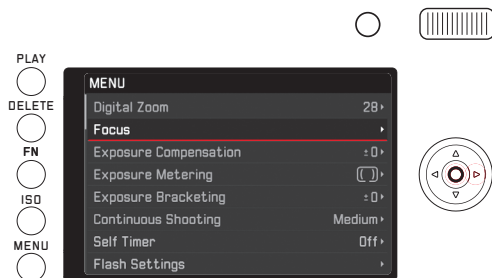 PLAY
DELETE
FN
ISO
MENU
MENU
Digital Zoom 28
Focus
Exposure Compensation ±0
Exposure Metering
Exposure Bracketing ±0
Continuous Shooting Medium
Self Timer Off
Flash Settings